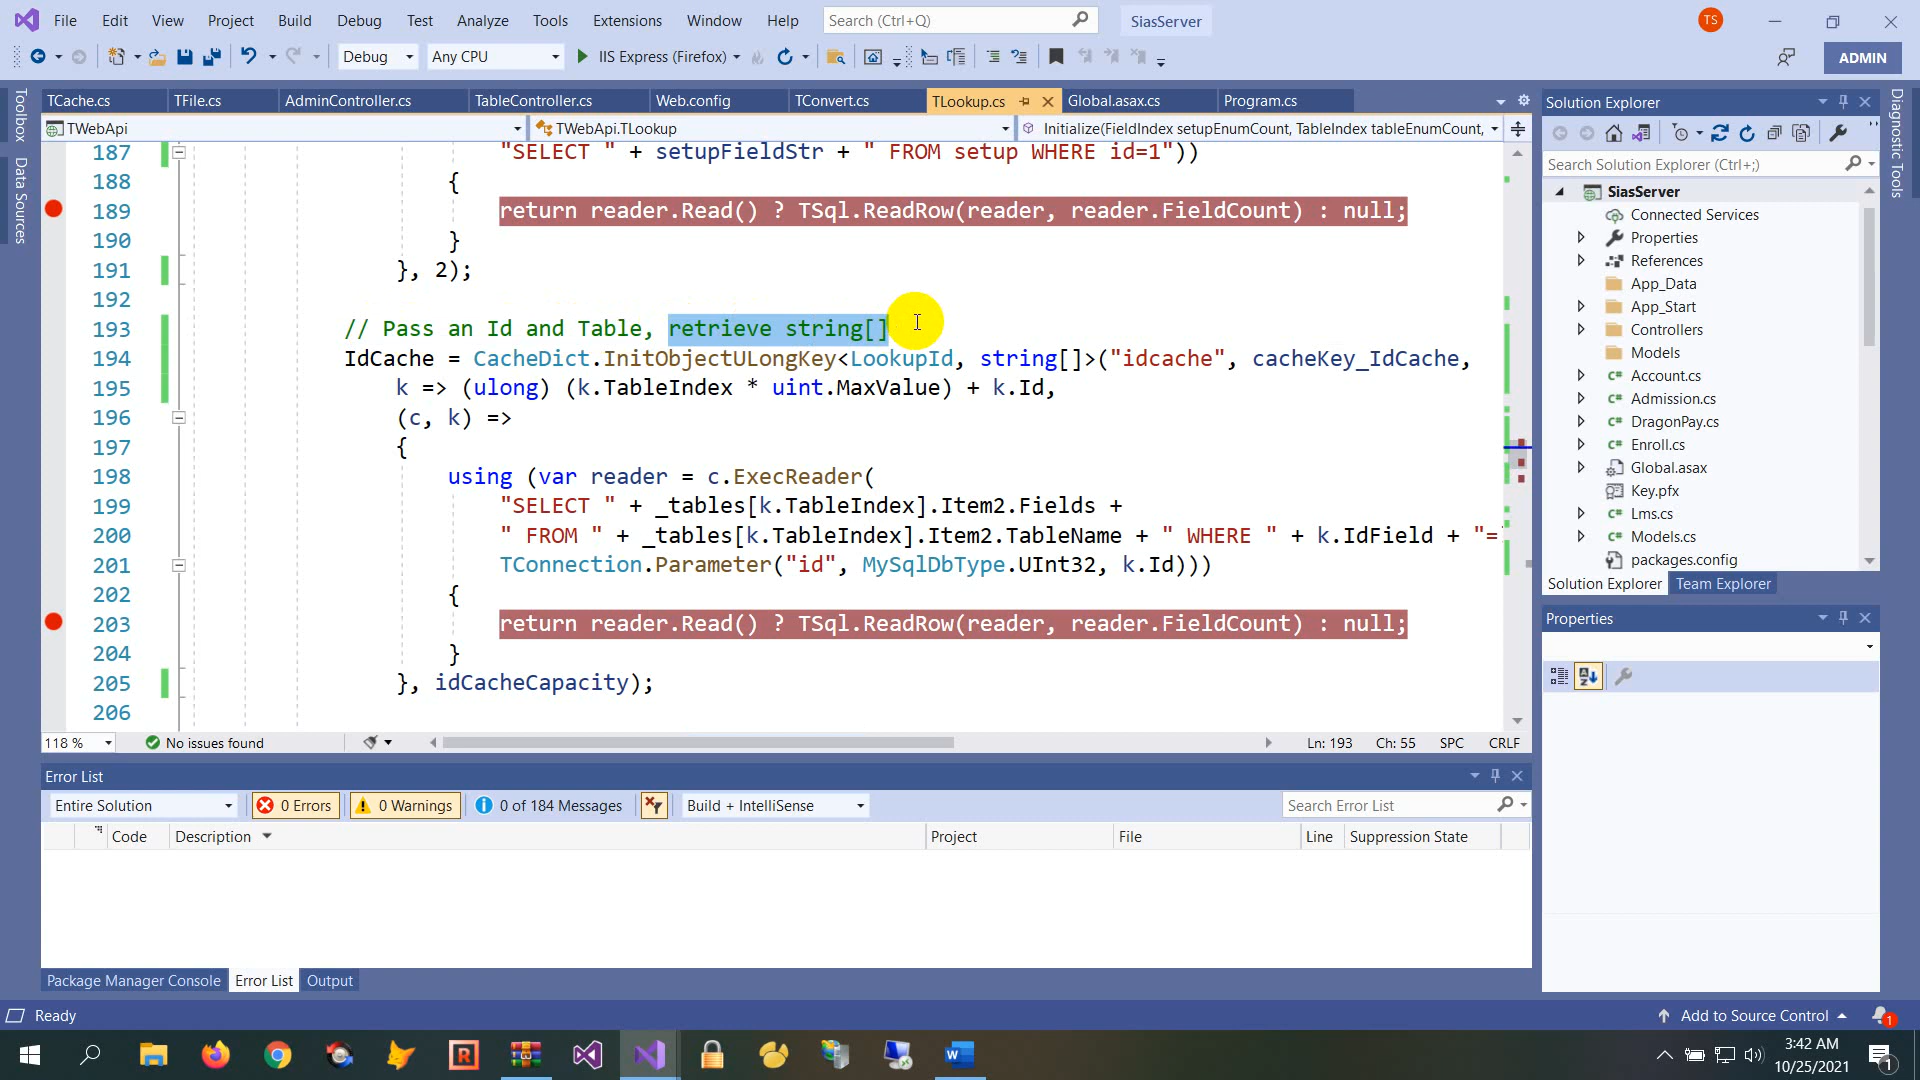 File Edit View Project Build Debug Test Analyze Tools Extensions Window Help Search (Ctrl+Q) SiasServer TS
Debug Any CPU IIS Express (Firefox) ADMIN
TCache.cs TFile.cs AdminController.cs TableController.cs Web.config TConvert.cs TLookup.cs Global.asax.cs Program.cs
TWebApi TWebApi.TLookup Initialize(FieldIndex setupEnumCount, TableIndex tableEnumCount,
Toolbox
Data Sources
187 "SELECT " + setupFieldStr + " FROM setup WHERE id=1"))
188 {
189 return reader.Read() ? TSql.ReadRow(reader, reader.FieldCount) : null;
190 }
191 }, 2);
192
193 // Pass an Id and Table, retrieve string[]
194 IdCache = CacheDict.InitObjectULongKey<LookupId, string[]>("idcache", cacheKey_IdCache,
195 k => (ulong) (k.TableIndex * uint.MaxValue) + k.Id,
196 (c, k) =>
197 {
198 using (var reader = c.ExecReader(
199 "SELECT " + _tables[k.TableIndex].Item2.Fields +
200 " FROM " + _tables[k.TableIndex].Item2.TableName + " WHERE " + k.IdField + "=
201 TConnection.Parameter("id", MySqlDbType.UInt32, k.Id)))
202 {
203 return reader.Read() ? TSql.ReadRow(reader, reader.FieldCount) : null;
204 }
205 }, idCacheCapacity);
206
118 % No issues found Ln: 193 Ch: 55 SPC CRLF
Error List
Entire Solution 0 Errors 0 Warnings 0 of 184 Messages Build + IntelliSense Search Error List
Code Description Project File Line Suppression State
Package Manager Console Error List Output
Solution Explorer
Search Solution Explorer (Ctrl+;)
SiasServer
Connected Services
Properties
References
App_Data
App_Start
Controllers
Models
Account.cs
Admission.cs
DragonPay.cs
Enroll.cs
Global.asax
Key.pfx
Lms.cs
Models.cs
packages.config
Solution Explorer Team Explorer
Properties
Diagnostic Tools
Ready Add to Source Control 1
3:42 AM
10/25/2021
1